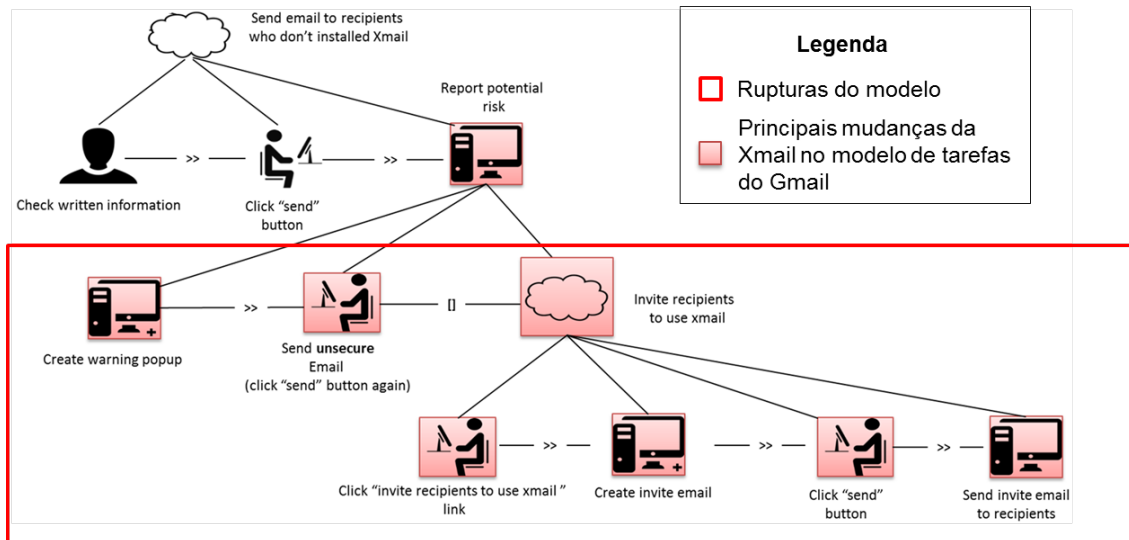 Send email to recipients
who don't installed Xmail
Legenda
Rupturas do modelo
Principais mudanças da
Xmail no modelo de tarefas
do Gmail
Report potential
risk
>>
>>
Check written information
Click “send”
button
>>
[]
Invite recipients
to use xmail
Create warning popup
Send unsecure
Email
(click “send” button again)
>>
>>
>>
Click “invite recipients to use xmail ”
link
Create invite email
Click “send”
button
Send invite email
to recipients